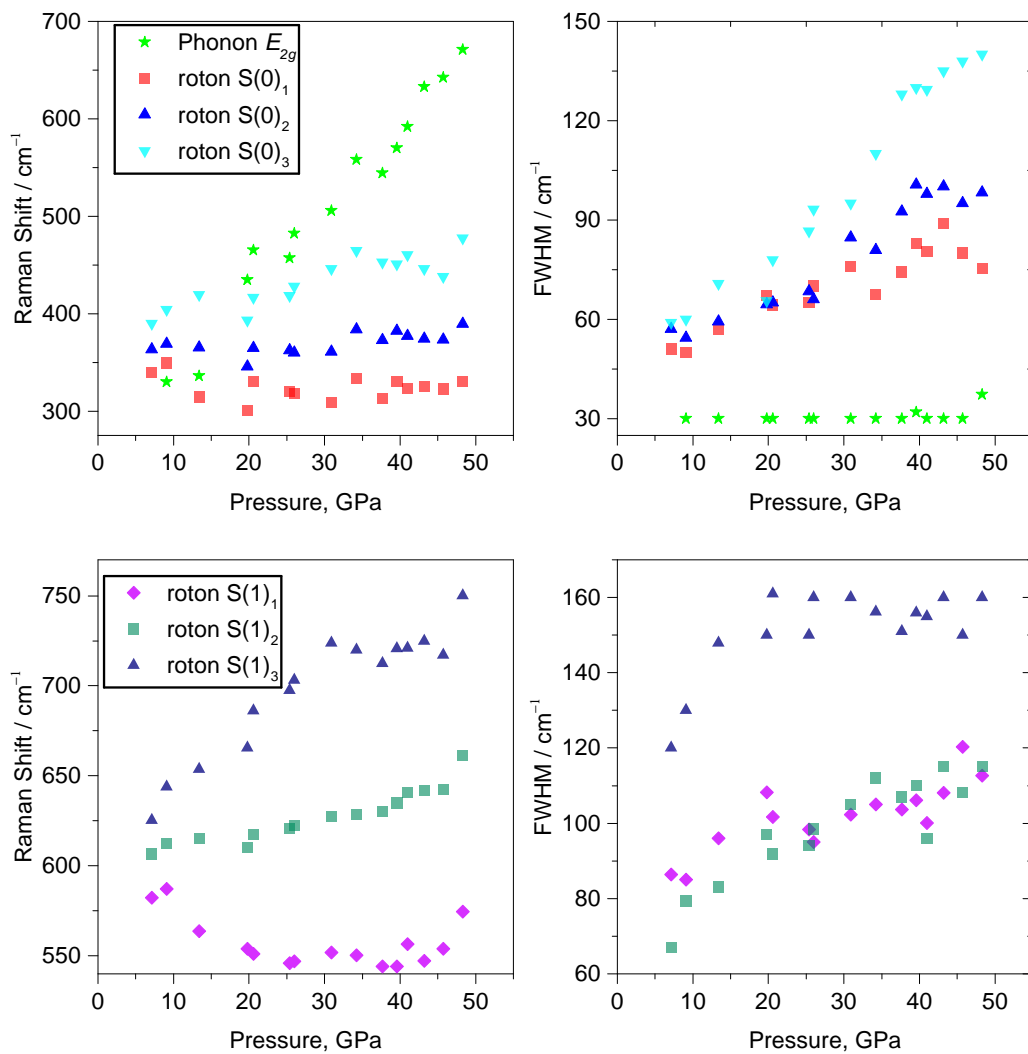 700
600
500
400
300
Raman Shift / cm⁻¹
Phonon E₂g
roton S(0)₁
roton S(0)₂
roton S(0)₃
0 10 20 30 40 50
Pressure, GPa
150
120
90
60
30
FWHM / cm⁻¹
0 10 20 30 40 50
Pressure, GPa
750
700
650
600
550
Raman Shift / cm⁻¹
roton S(1)₁
roton S(1)₂
roton S(1)₃
0 10 20 30 40 50
Pressure, GPa
160
140
120
100
80
60
FWHM / cm⁻¹
0 10 20 30 40 50
Pressure, GPa